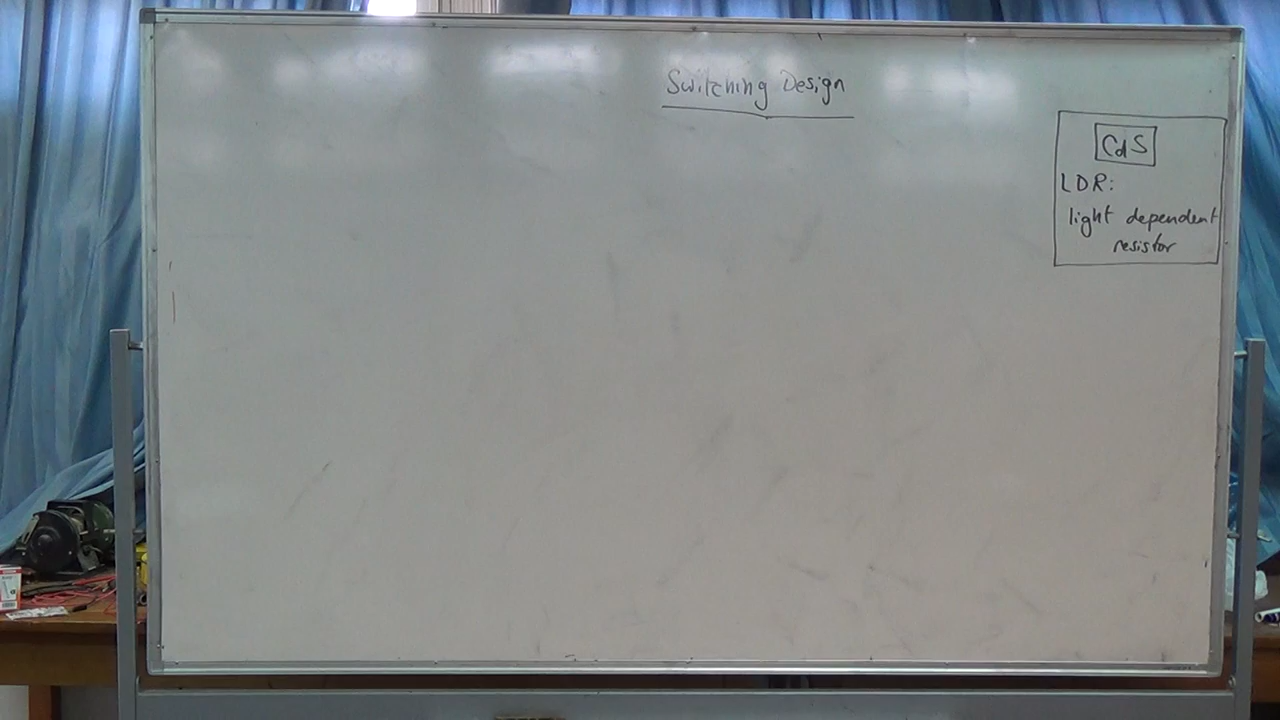 Switching Design
CdS
LDR:
light dependent
resistor